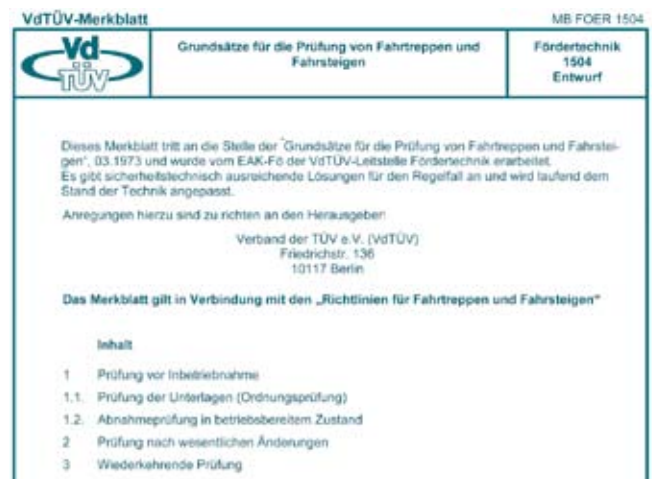 VdTÜV-Merkblatt
MB FOER 1504
Vd
TÜV
Grundsätze für die Prüfung von Fahrtreppen und
Fahrsteigen
Fördertechnik
1504
Entwurf
Dieses Merkblatt tritt an die Stelle der "Grundsätze für die Prüfung von Fahrtreppen und Fahrstei-
gen", 03.1973 und wurde vom EAK-Fö der VdTÜV-Leitstelle Fördertechnik erarbeitet.
Es gibt sicherheitstechnisch ausreichende Lösungen für den Regelfall an und wird laufend dem
Stand der Technik angepasst.
Anregungen hierzu sind zu richten an den Herausgeber:
Verband der TÜV e.V. (VdTÜV)
Friedrichstr. 136
10117 Berlin
Das Merkblatt gilt in Verbindung mit den „Richtlinien für Fahrtreppen und Fahrsteigen"
Inhalt
1 Prüfung vor Inbetriebnahme
1.1. Prüfung der Unterlagen (Ordnungsprüfung)
1.2. Abnahmeprüfung in betriebsbereitem Zustand
2 Prüfung nach wesentlichen Änderungen
3 Wiederkehrende Prüfung